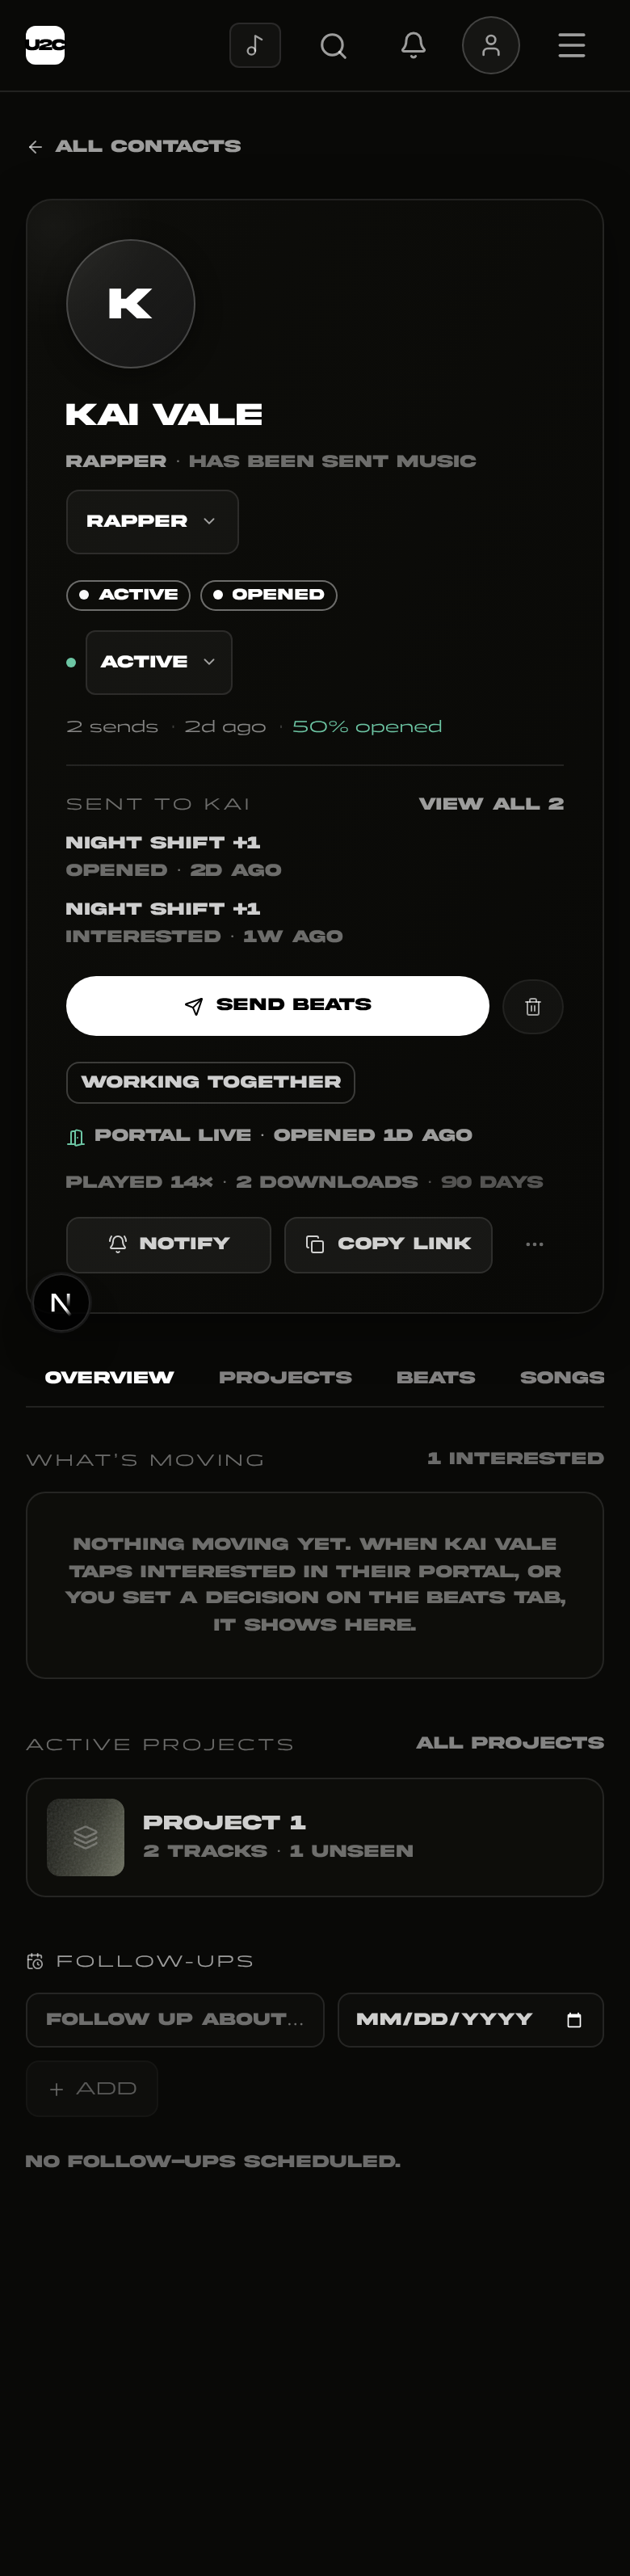 U2C
ALL CONTACTS
K
KAI VALE
RAPPER · HAS BEEN SENT MUSIC
RAPPER
ACTIVE OPENED
ACTIVE
2 sends · 2d ago · 50% opened
SENT TO KAI VIEW ALL 2
NIGHT SHIFT +1
OPENED · 2D AGO
NIGHT SHIFT +1
INTERESTED · 1W AGO
SEND BEATS
WORKING TOGETHER
PORTAL LIVE · OPENED 1D AGO
PLAYED 14× · 2 DOWNLOADS · 90 DAYS
NOTIFY COPY LINK ...
N
OVERVIEW PROJECTS BEATS SONGS
WHAT'S MOVING 1 INTERESTED
NOTHING MOVING YET. WHEN KAI VALE
TAPS INTERESTED IN THEIR PORTAL, OR
YOU SET A DECISION ON THE BEATS TAB,
IT SHOWS HERE.
ACTIVE PROJECTS ALL PROJECTS
PROJECT 1
2 TRACKS · 1 UNSEEN
FOLLOW-UPS
FOLLOW UP ABOUT... MM/DD/YYYY
+ ADD
NO FOLLOW-UPS SCHEDULED.